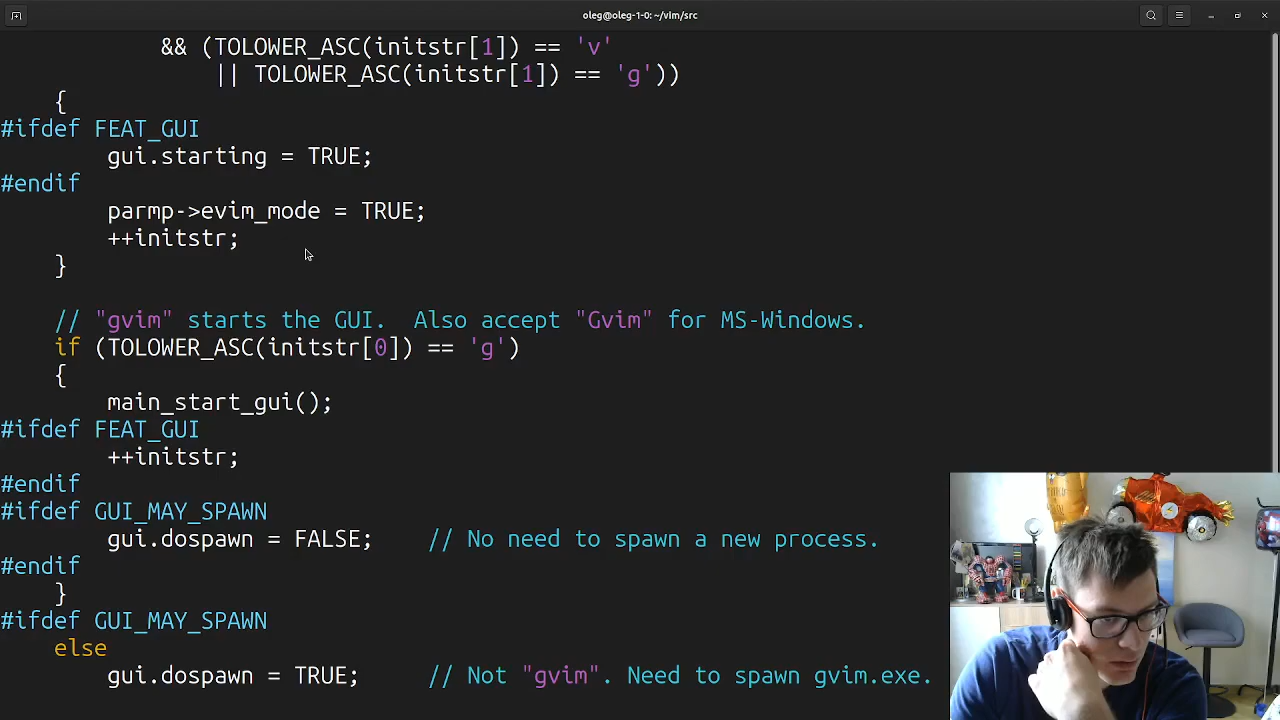 oleg@oleg-1-0: ~/vim/src
&& (TOLOWER_ASC(initstr[1]) == 'v'
|| TOLOWER_ASC(initstr[1]) == 'g'))
{
#ifdef FEAT_GUI
gui.starting = TRUE;
#endif
parmp->evim_mode = TRUE;
++initstr;
}
// "gvim" starts the GUI.  Also accept "Gvim" for MS-Windows.
if (TOLOWER_ASC(initstr[0]) == 'g')
{
main_start_gui();
#ifdef FEAT_GUI
++initstr;
#endif
#ifdef GUI_MAY_SPAWN
gui.dospawn = FALSE;    // No need to spawn a new process.
#endif
}
#ifdef GUI_MAY_SPAWN
else
gui.dospawn = TRUE;     // Not "gvim". Need to spawn gvim.exe.